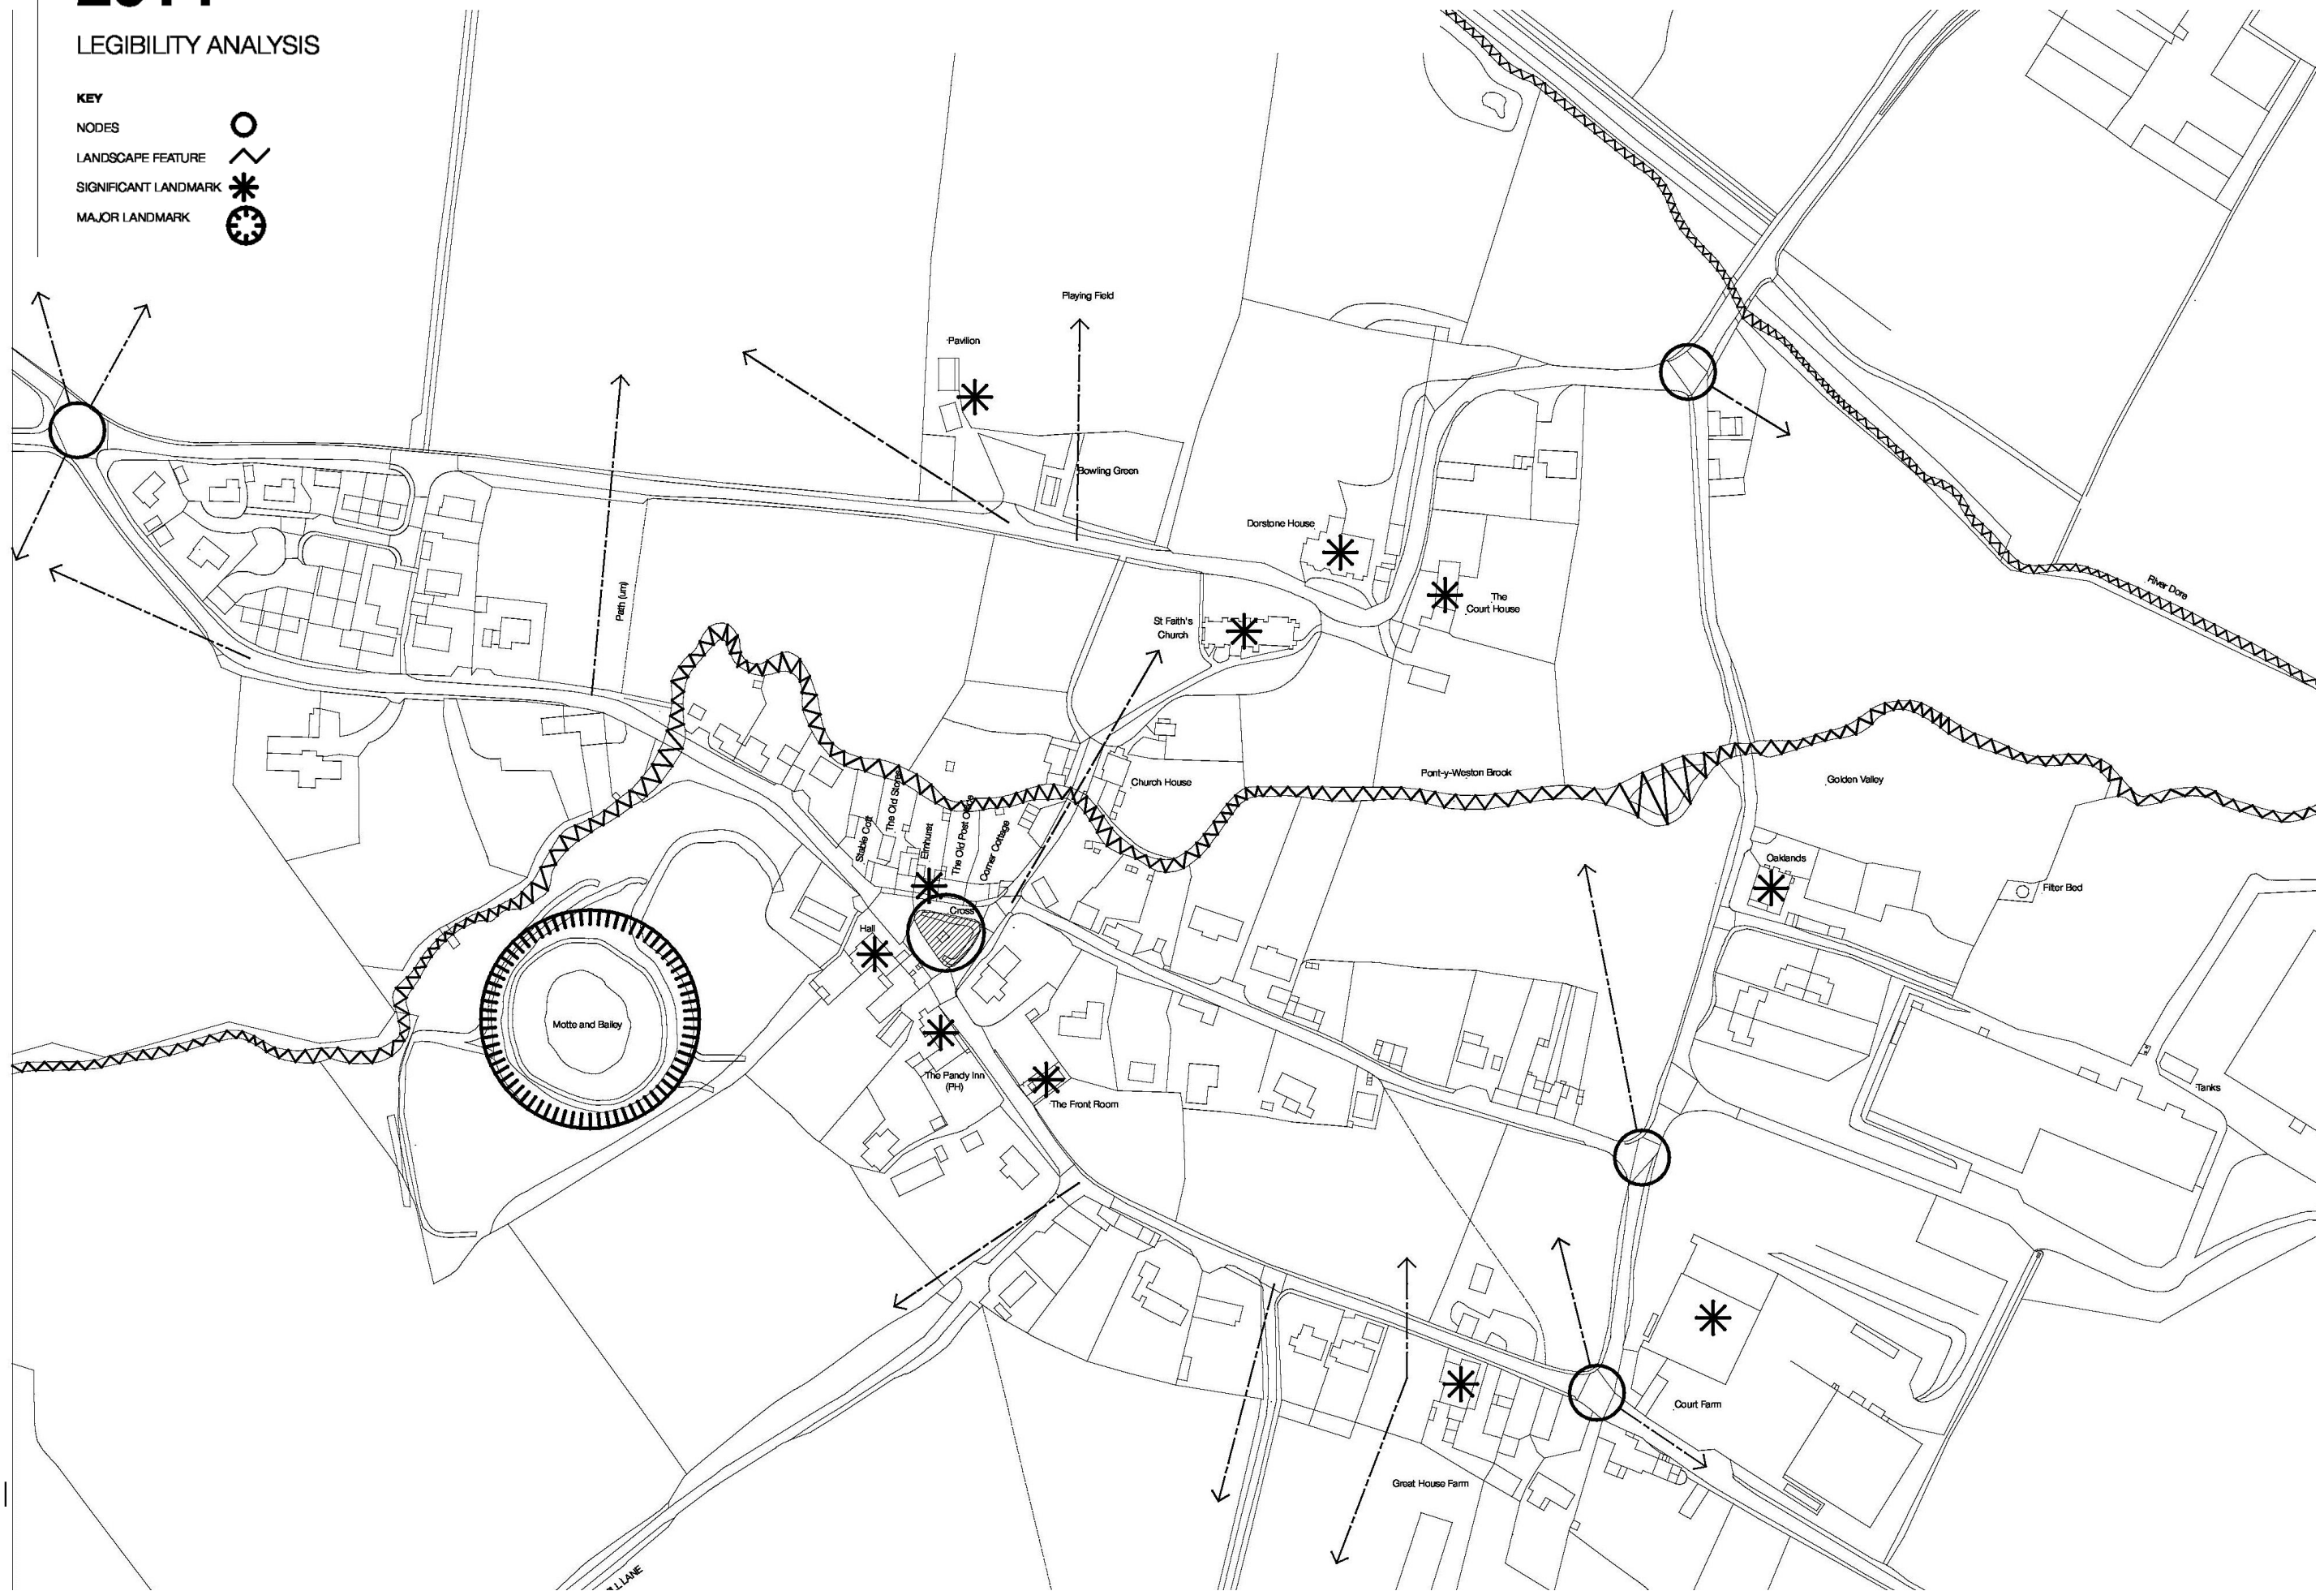 LEGIBILITY ANALYSIS
KEY
NODES
LANDSCAPE FEATURE
SIGNIFICANT LANDMARK
MAJOR LANDMARK
Playing Field
Pavilion
Bowling Green
Dorstone House
The
Court House
St Faith's
Church
Path (um)
River Dore
Church House
Pont-y-Weston Brook
Golden Valley
Stable Cott
The Old Stores
Elmhurst
The Old Post Office
Corner Cottage
Oaklands
Filter Bed
Cross
Hall
Motte and Bailey
The Pandy Inn
(PH)
The Front Room
Tanks
Court Farm
Great House Farm
LANE